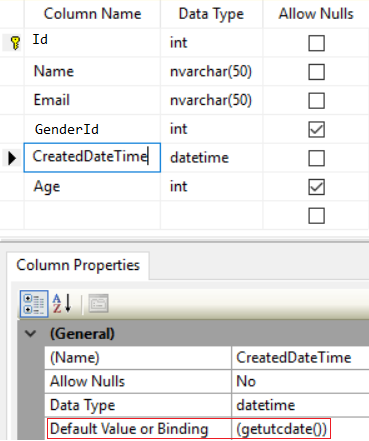 Column Name Data Type Allow Nulls
Id int
Name nvarchar(50)
Email nvarchar(50)
GenderId int
CreatedDateTime datetime
Age int
Column Properties
(General)
(Name) CreatedDateTime
Allow Nulls No
Data Type datetime
Default Value or Binding (getutcdate())